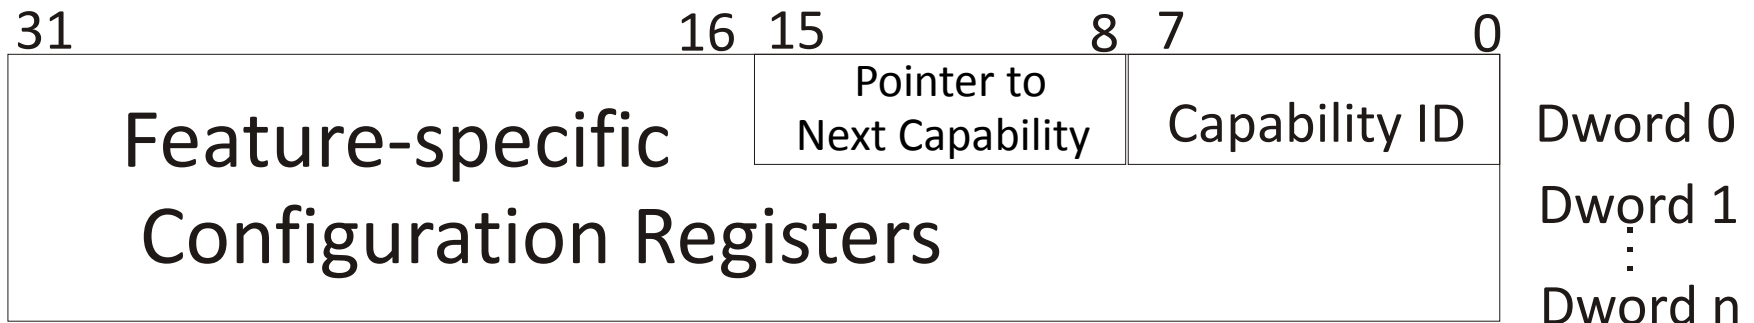 31 16 15 8 7 0
Pointer to
Next Capability
Capability ID
Dword 0
Feature-specific
Configuration Registers
Dword 1
Dword n